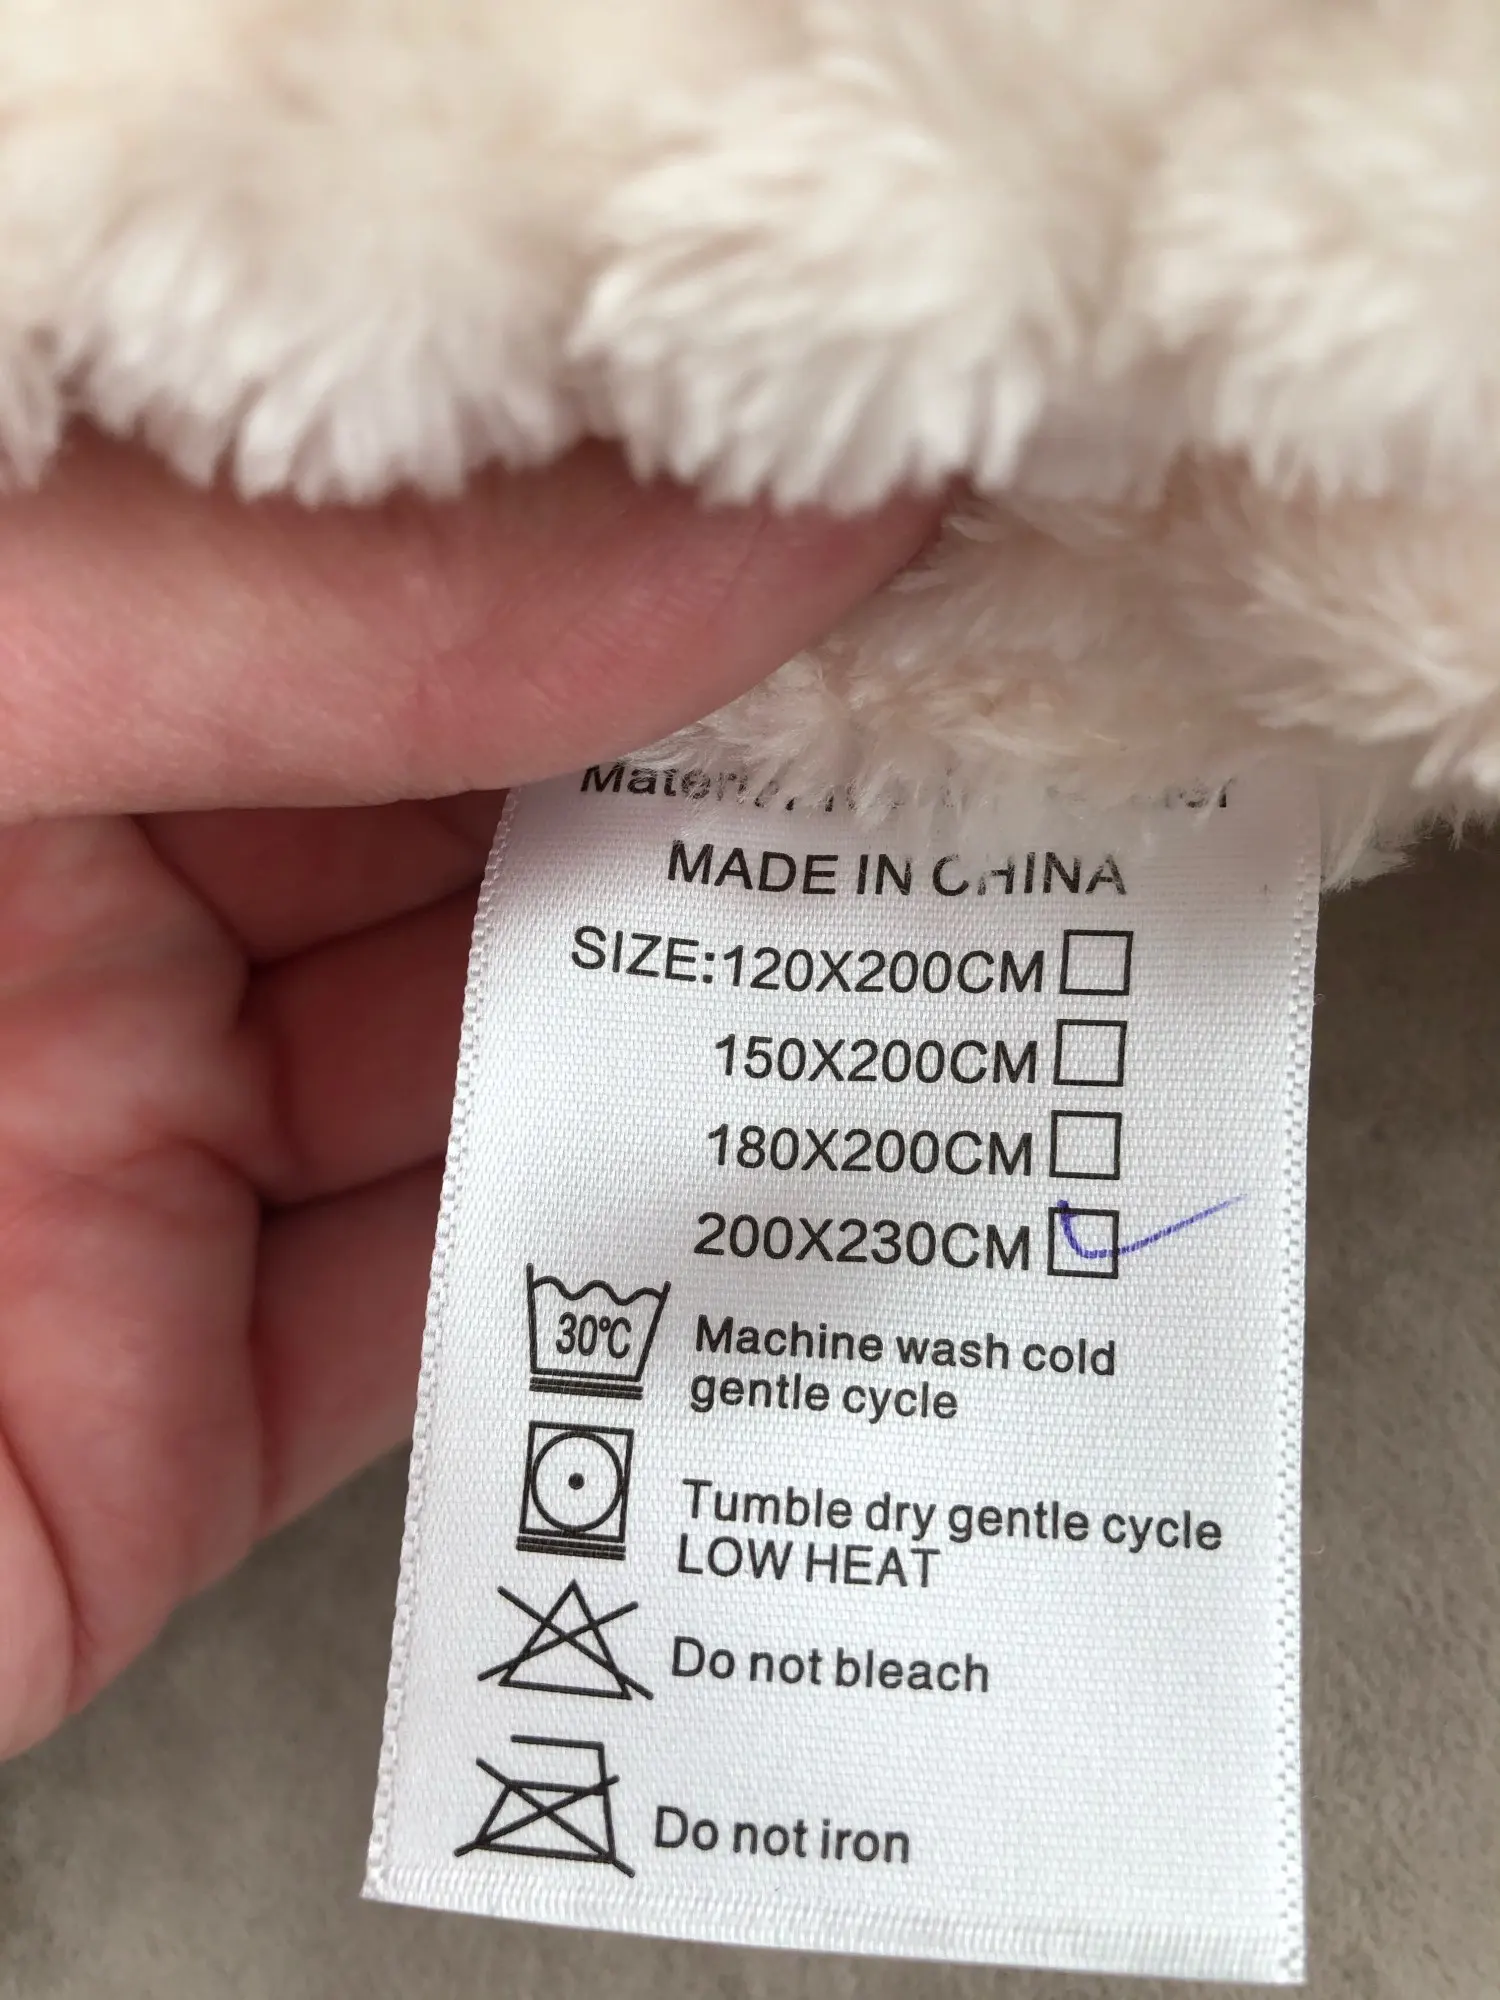 MADE IN CHINA
SIZE:120X200CM
150X200CM
180X200CM
200X230CM
30°C
Machine wash cold
gentle cycle
Tumble dry gentle cycle
LOW HEAT
Do not bleach
Do not iron